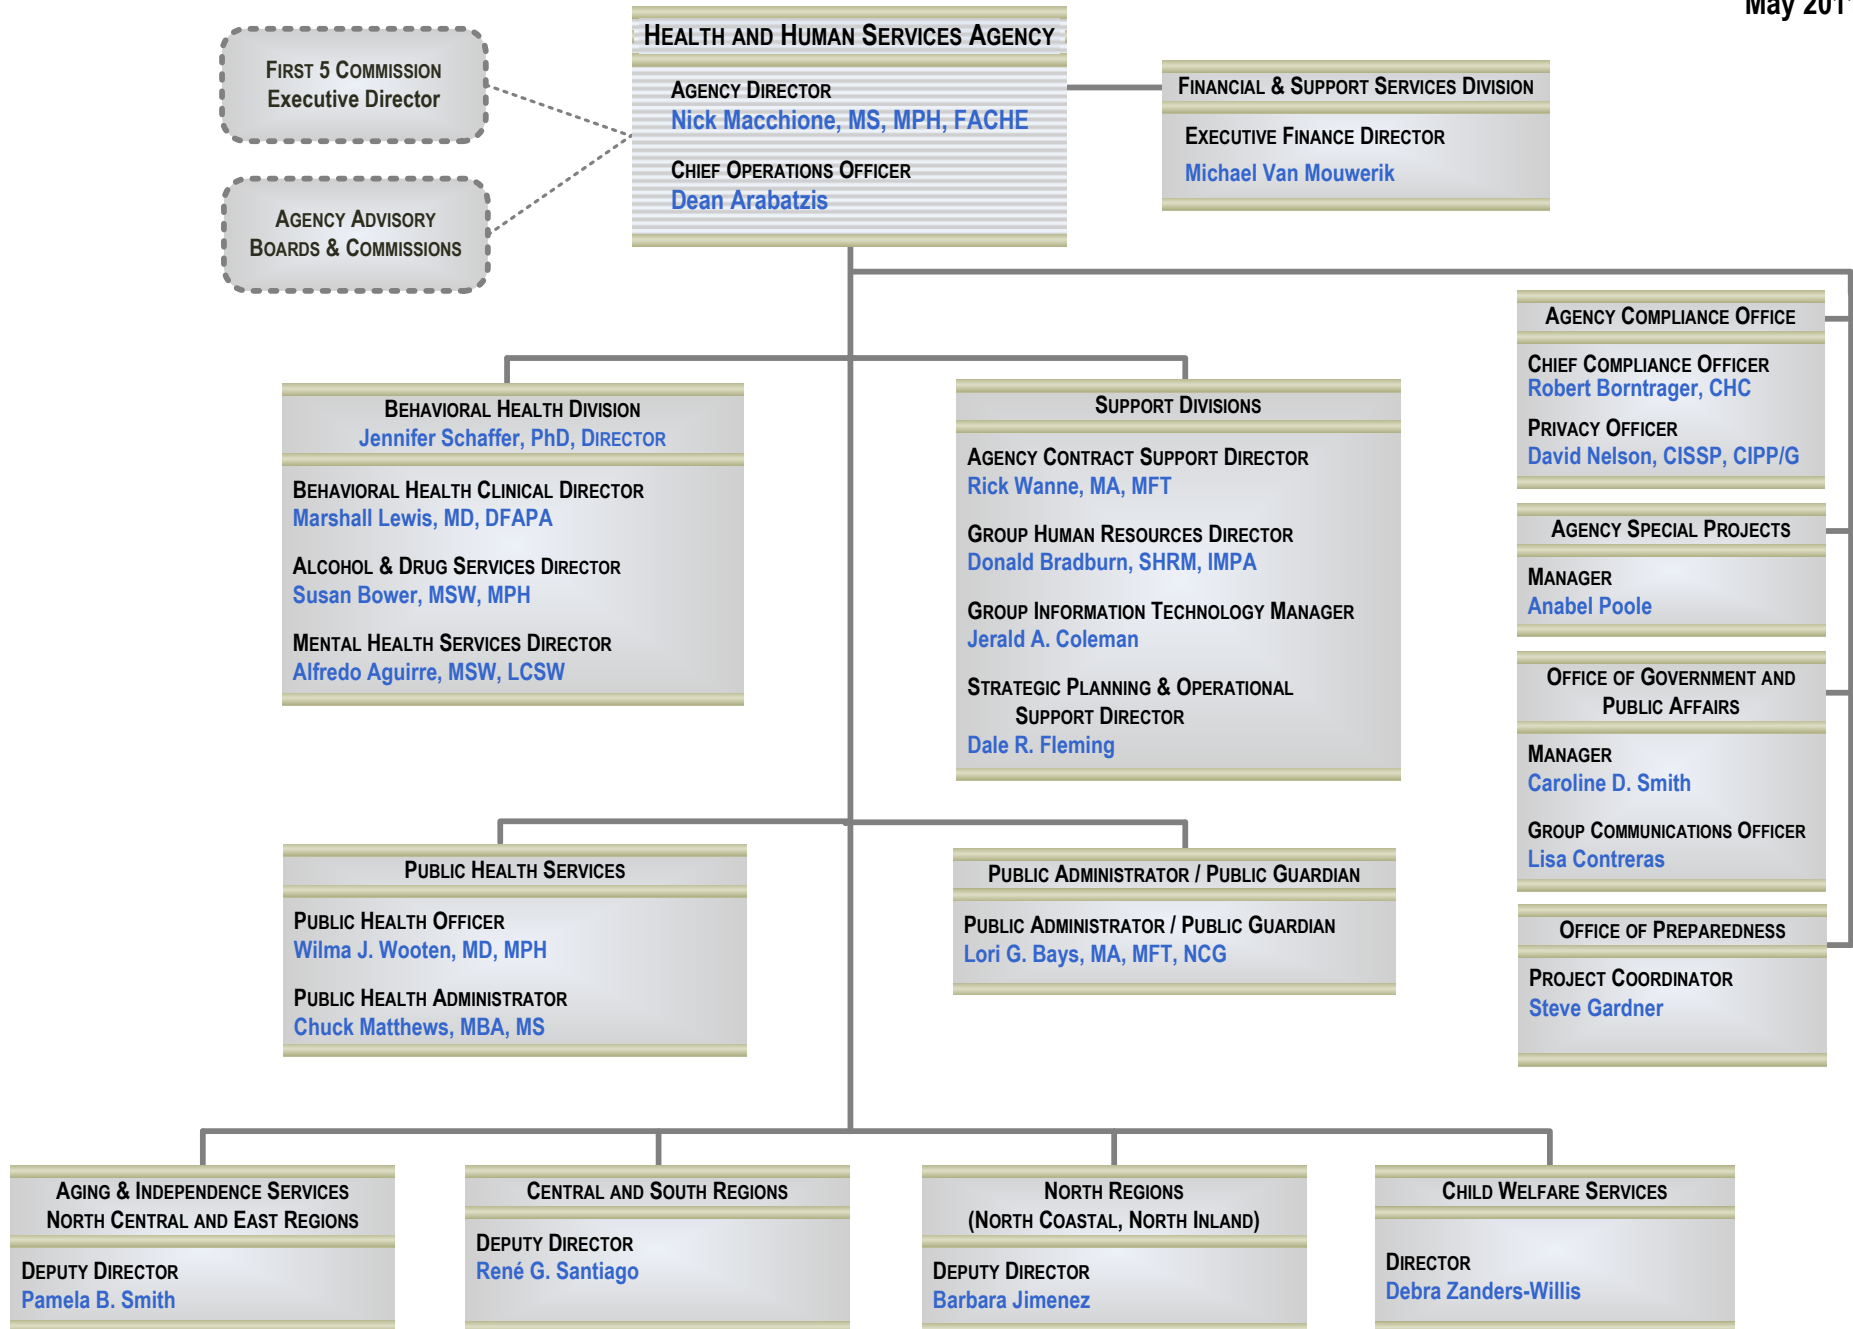 May 201
HEALTH AND HUMAN SERVICES AGENCY
AGENCY DIRECTOR
Nick Macchione, MS, MPH, FACHE
CHIEF OPERATIONS OFFICER
Dean Arabatzis
FIRST 5 COMMISSION
Executive Director
AGENCY ADVISORY
BOARDS & COMMISSIONS
FINANCIAL & SUPPORT SERVICES DIVISION
EXECUTIVE FINANCE DIRECTOR
Michael Van Mouwerik
AGENCY COMPLIANCE OFFICE
CHIEF COMPLIANCE OFFICER
Robert Borntrager, CHC
PRIVACY OFFICER
David Nelson, CISSP, CIPP/G
AGENCY SPECIAL PROJECTS
MANAGER
Anabel Poole
OFFICE OF GOVERNMENT AND
PUBLIC AFFAIRS
MANAGER
Caroline D. Smith
GROUP COMMUNICATIONS OFFICER
Lisa Contreras
OFFICE OF PREPAREDNESS
PROJECT COORDINATOR
Steve Gardner
BEHAVIORAL HEALTH DIVISION
Jennifer Schaffer, PhD, DIRECTOR
BEHAVIORAL HEALTH CLINICAL DIRECTOR
Marshall Lewis, MD, DFAPA
ALCOHOL & DRUG SERVICES DIRECTOR
Susan Bower, MSW, MPH
MENTAL HEALTH SERVICES DIRECTOR
Alfredo Aguirre, MSW, LCSW
SUPPORT DIVISIONS
AGENCY CONTRACT SUPPORT DIRECTOR
Rick Wanne, MA, MFT
GROUP HUMAN RESOURCES DIRECTOR
Donald Bradburn, SHRM, IMPA
GROUP INFORMATION TECHNOLOGY MANAGER
Jerald A. Coleman
STRATEGIC PLANNING & OPERATIONAL
SUPPORT DIRECTOR
Dale R. Fleming
PUBLIC HEALTH SERVICES
PUBLIC HEALTH OFFICER
Wilma J. Wooten, MD, MPH
PUBLIC HEALTH ADMINISTRATOR
Chuck Matthews, MBA, MS
PUBLIC ADMINISTRATOR / PUBLIC GUARDIAN
PUBLIC ADMINISTRATOR / PUBLIC GUARDIAN
Lori G. Bays, MA, MFT, NCG
AGING & INDEPENDENCE SERVICES
NORTH CENTRAL AND EAST REGIONS
DEPUTY DIRECTOR
Pamela B. Smith
CENTRAL AND SOUTH REGIONS
DEPUTY DIRECTOR
René G. Santiago
NORTH REGIONS
(NORTH COASTAL, NORTH INLAND)
DEPUTY DIRECTOR
Barbara Jimenez
CHILD WELFARE SERVICES
DIRECTOR
Debra Zanders-Willis